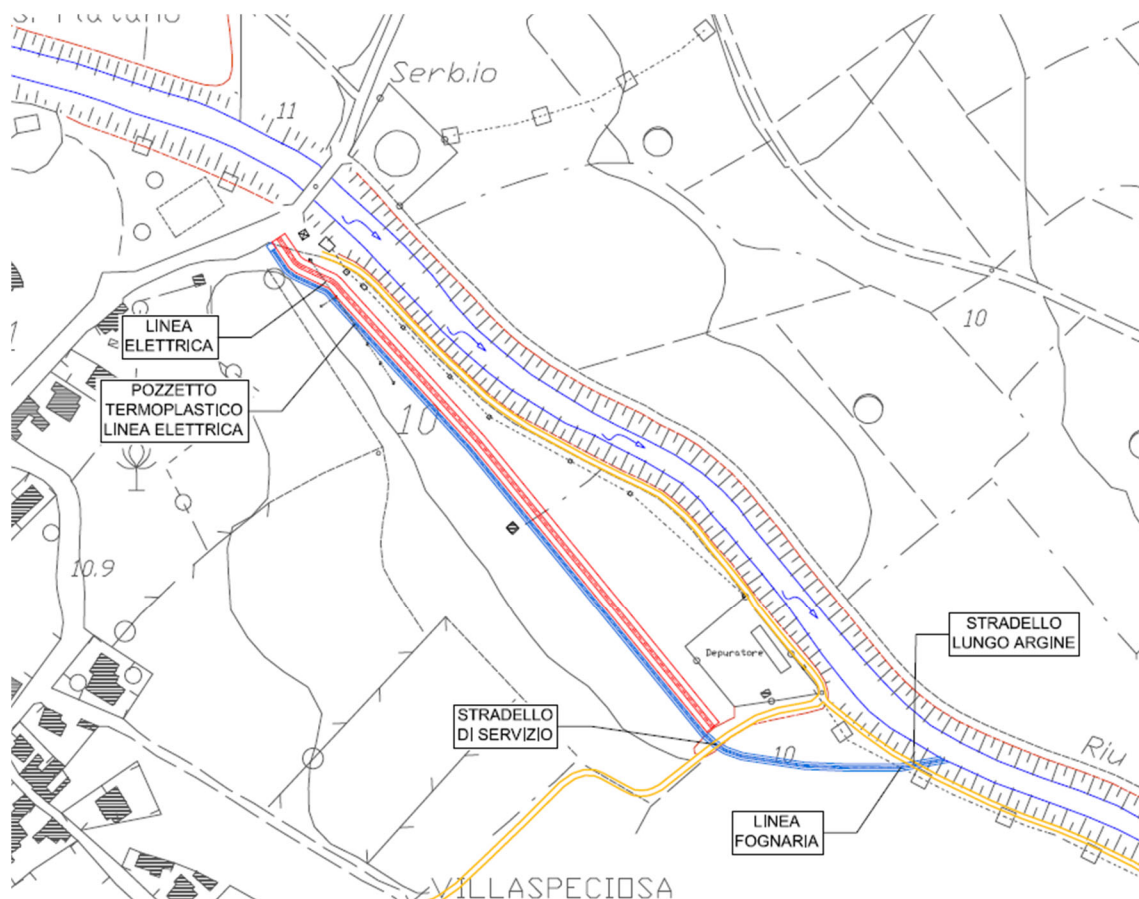 Serb.io
11
LINEA
ELETTRICA
POZZETTO
TERMOPLASTICO
LINEA ELETTRICA
10
10
10.9
Depuratore
STRADELLO
LUNGO ARGINE
STRADELLO
DI SERVIZIO
10
Riu
LINEA
FOGNARIA
VILLASPECIOSA